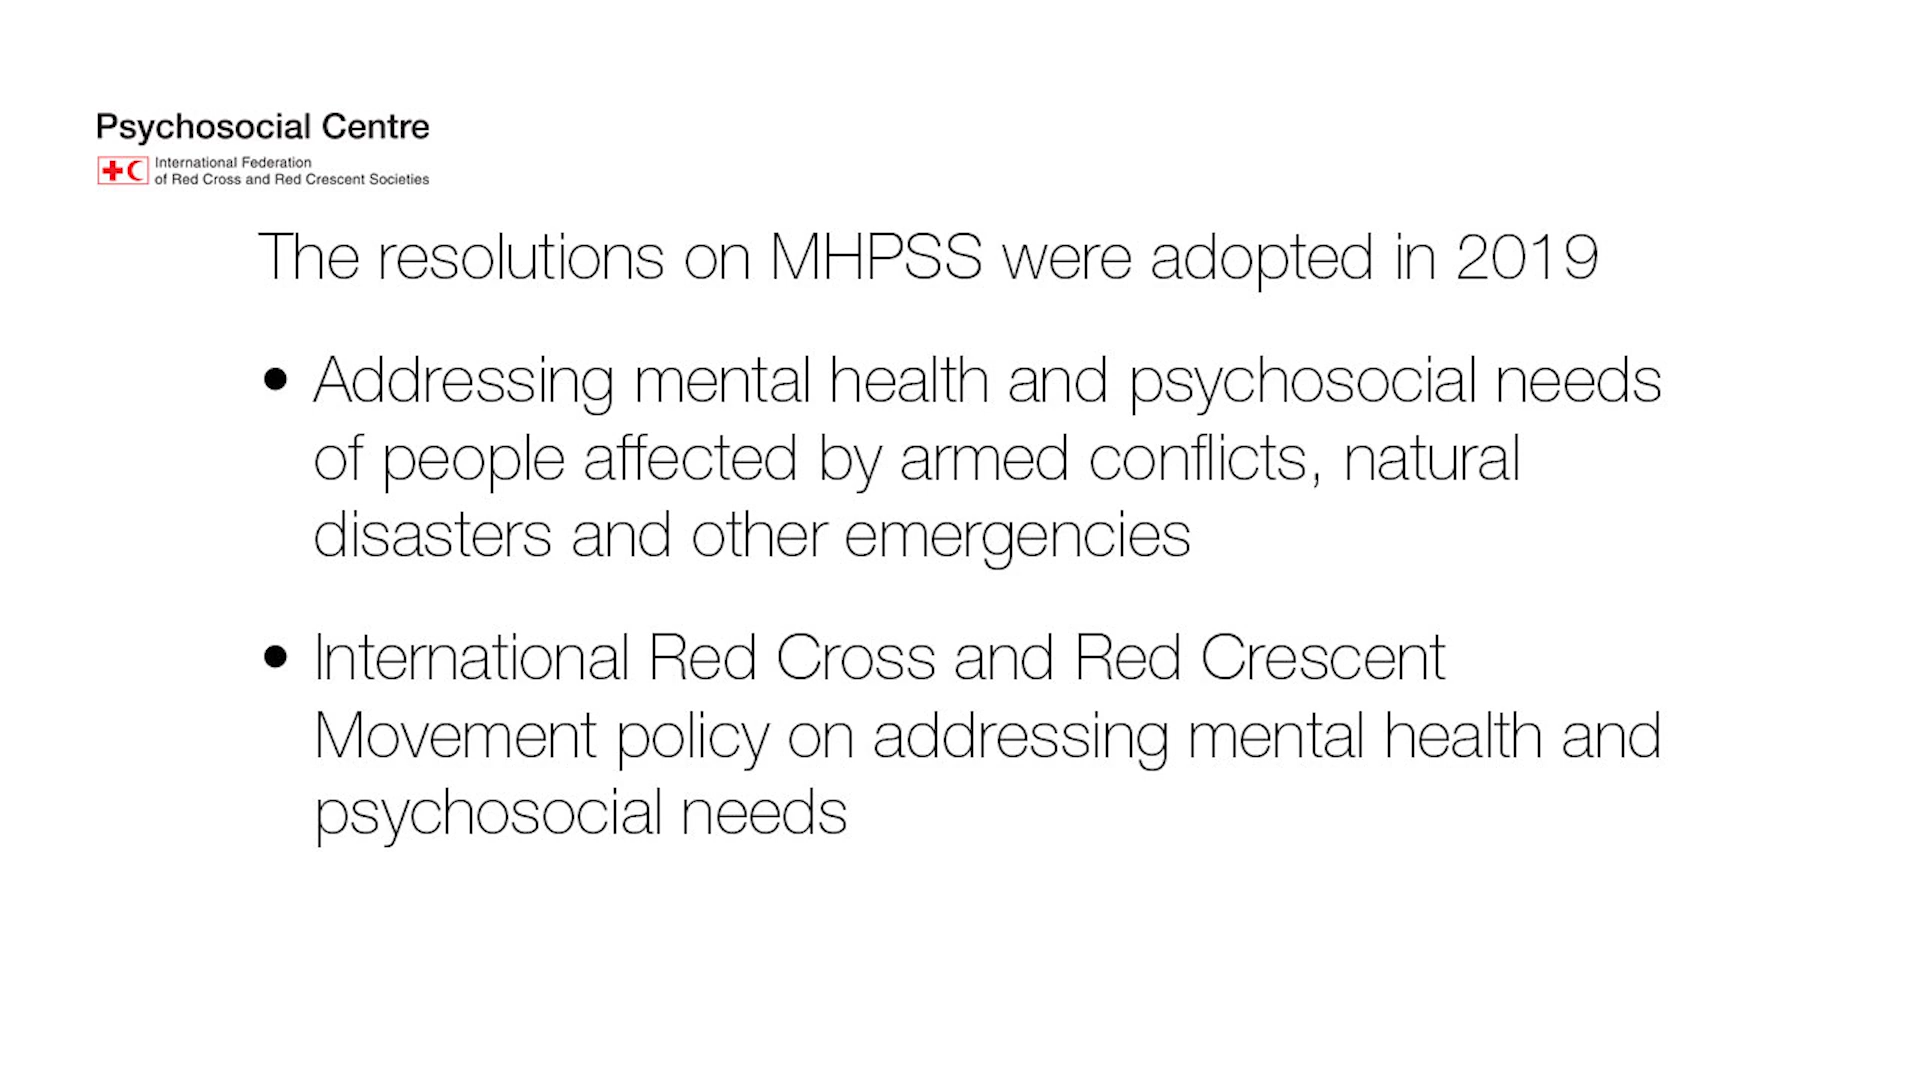 Psychosocial Centre
International Federation
of Red Cross and Red Crescent Societies
The resolutions on MHPSS were adopted in 2019
• Addressing mental health and psychosocial needs
of people affected by armed conflicts, natural
disasters and other emergencies
• International Red Cross and Red Crescent
Movement policy on addressing mental health and
psychosocial needs